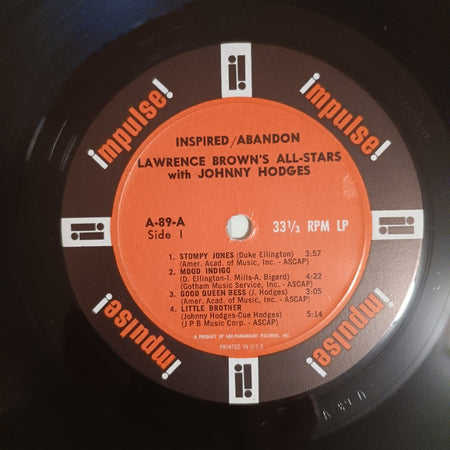 impulse!
impulse!
INSPIRED/ABANDON
LAWRENCE BROWN'S ALL-STARS
with JOHNNY HODGES
A-89-A
Side 1
33⅓ RPM LP
1. STOMPY JONES (Duke Ellington) 3:57
(Amer. Acad. of Music, Inc. - ASCAP)
2. MOOD INDIGO
(D. Ellington-I. Mills-A. Bigard) 4:22
(Gotham Music Service, Inc. - ASCAP)
3. GOOD QUEEN BESS (J. Hodges) 3:05
(Amer. Acad. of Music, Inc. - ASCAP)
4. LITTLE BROTHER
(Johnny Hodges-Cue Hodges) 5:14
(J P B Music Corp. - ASCAP)
A PRODUCT OF ABC-PARAMOUNT RECORDS, INC.
PRINTED IN U S A
impulse!
impulse!